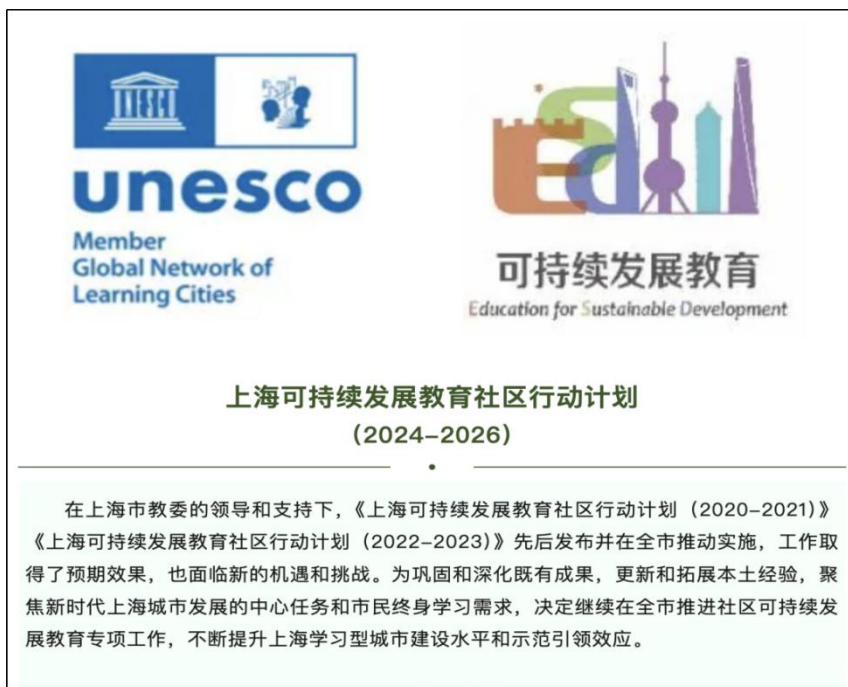 UNESCO
unesco
Member
Global Network of
Learning Cities
Esd
可持续发展教育
Education for Sustainable Development
上海可持续发展教育社区行动计划
（2024-2026）
在上海市教委的领导和支持下，《上海可持续发展教育社区行动计划（2020-2021)》
《上海可持续发展教育社区行动计划（2022-2023)》先后发布并在全市推动实施，工作取
得了预期效果，也面临新的机遇和挑战。为巩固和深化既有成果，更新和拓展本土经验，聚
焦新时代上海城市发展的中心任务和市民终身学习需求，决定继续在全市推进社区可持续发
展教育专项工作，不断提升上海学习型城市建设水平和示范引领效应。